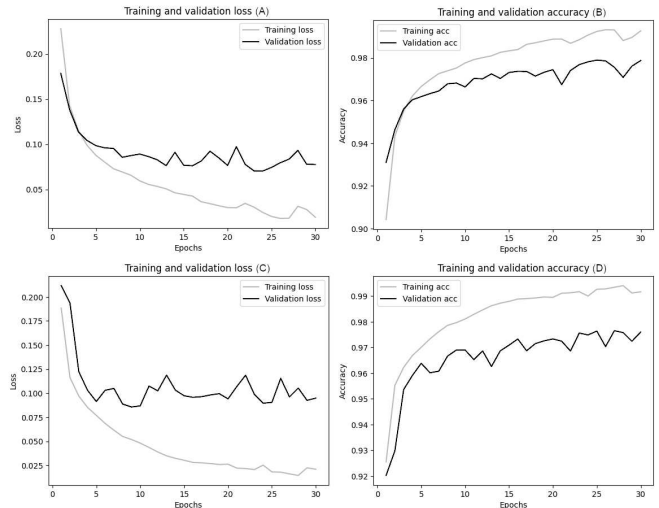 Training and validation loss (A)
Training loss
Validation loss
0.20
0.15
0.10
0.05
Loss
0 5 10 15 20 25 30
Epochs
Training and validation accuracy (B)
Training acc
Validation acc
0.98
0.96
0.94
0.92
0.90
Accuracy
0 5 10 15 20 25 30
Epochs
Training and validation loss (C)
Training loss
Validation loss
0.200
0.175
0.150
0.125
0.100
0.075
0.050
0.025
Loss
0 5 10 15 20 25 30
Epochs
Training and validation accuracy (D)
Training acc
Validation acc
0.99
0.98
0.97
0.96
0.95
0.94
0.93
0.92
Accuracy
0 5 10 15 20 25 30
Epochs